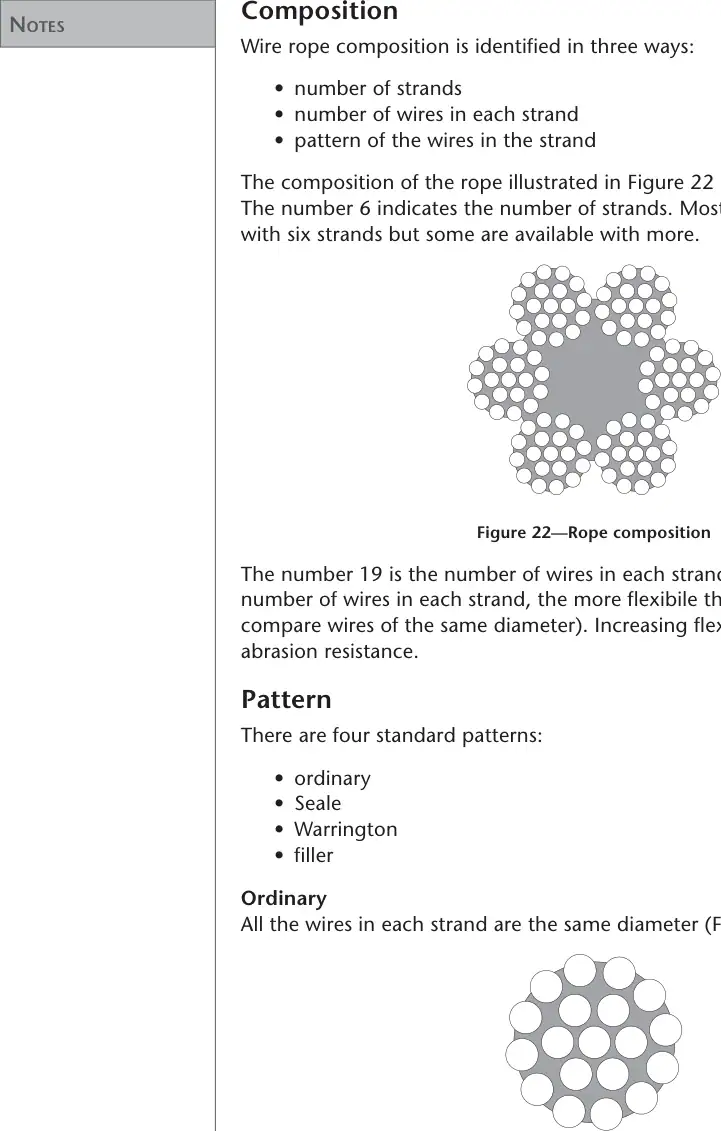 NOTES
Composition
Wire rope composition is identified in three ways:
• number of strands
• number of wires in each strand
• pattern of the wires in the strand
The composition of the rope illustrated in Figure 22
The number 6 indicates the number of strands. Most
with six strands but some are available with more.
Figure 22—Rope composition
The number 19 is the number of wires in each strand
number of wires in each strand, the more flexibile th
compare wires of the same diameter). Increasing flex
abrasion resistance.
Pattern
There are four standard patterns:
• ordinary
• Seale
• Warrington
• filler
Ordinary
All the wires in each strand are the same diameter (F